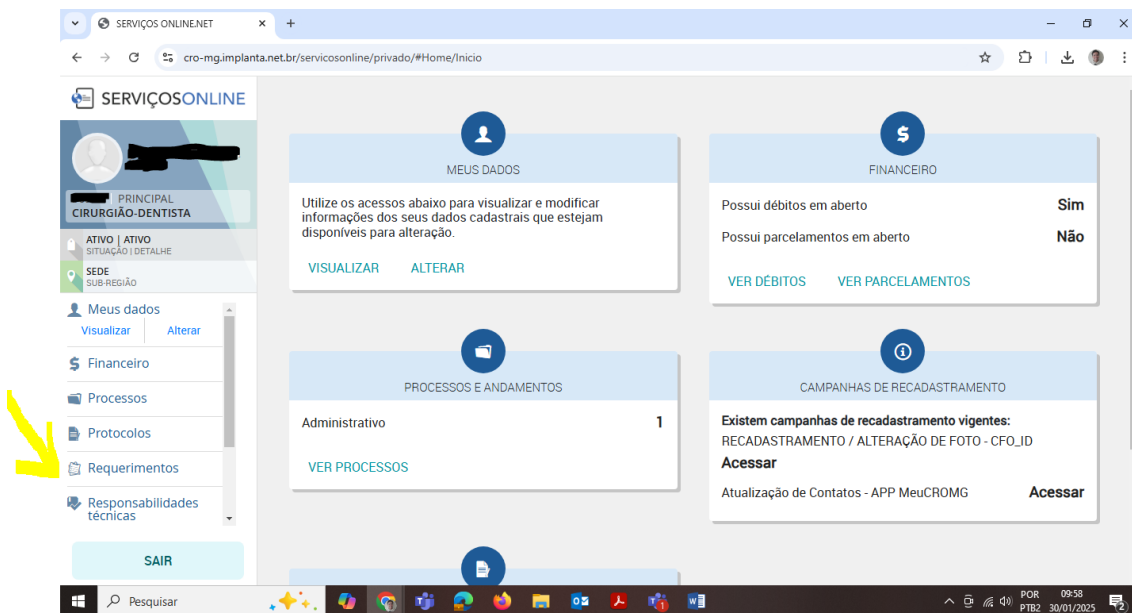 SERVIÇOS ONLINE.NET
cro-mg.implanta.net.br/servicosonline/privado/#Home/Inicio
SERVIÇOSONLINE
PRINCIPAL
CIRURGIÃO-DENTISTA
ATIVO | ATIVO
SITUAÇÃO | DETALHE
SEDE
SUB-REGIÃO
Meus dados
Visualizar Alterar
Financeiro
Processos
Protocolos
Requerimentos
Responsabilidades
técnicas
SAIR
MEUS DADOS
Utilize os acessos abaixo para visualizar e modificar
informações dos seus dados cadastrais que estejam
disponíveis para alteração.
VISUALIZAR ALTERAR
FINANCEIRO
Possui débitos em aberto Sim
Possui parcelamentos em aberto Não
VER DÉBITOS VER PARCELAMENTOS
PROCESSOS E ANDAMENTOS
Administrativo 1
VER PROCESSOS
CAMPANHAS DE RECADASTRAMENTO
Existem campanhas de recadastramento vigentes:
RECADASTRAMENTO / ALTERAÇÃO DE FOTO - CFO_ID
Acessar
Atualização de Contatos - APP MeuCROMG Acessar
Pesquisar
POR 09:58
PTB2 30/01/2025